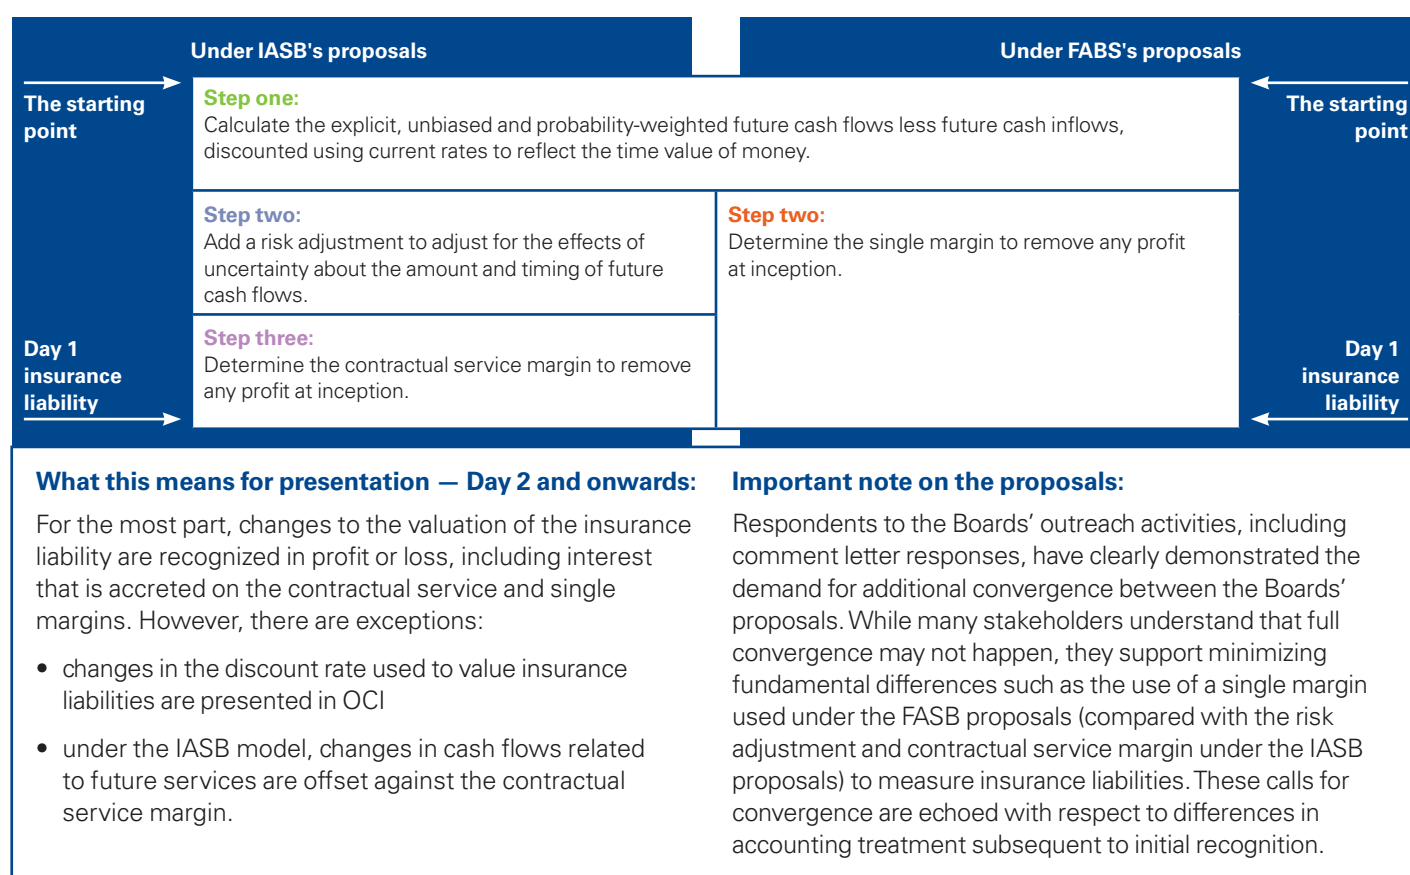 Under IASB's proposals
Under FABS's proposals
The starting
point
Step one:
Calculate the explicit, unbiased and probability-weighted future cash flows less future cash inflows,
discounted using current rates to reflect the time value of money.
The starting
point
Step two:
Add a risk adjustment to adjust for the effects of
uncertainty about the amount and timing of future
cash flows.
Step two:
Determine the single margin to remove any profit
at inception.
Day 1
insurance
liability
Step three:
Determine the contractual service margin to remove
any profit at inception.
Day 1
insurance
liability
What this means for presentation — Day 2 and onwards:
For the most part, changes to the valuation of the insurance
liability are recognized in profit or loss, including interest
that is accreted on the contractual service and single
margins. However, there are exceptions:
• changes in the discount rate used to value insurance
liabilities are presented in OCI
• under the IASB model, changes in cash flows related
to future services are offset against the contractual
service margin.
Important note on the proposals:
Respondents to the Boards’ outreach activities, including
comment letter responses, have clearly demonstrated the
demand for additional convergence between the Boards’
proposals. While many stakeholders understand that full
convergence may not happen, they support minimizing
fundamental differences such as the use of a single margin
used under the FASB proposals (compared with the risk
adjustment and contractual service margin under the IASB
proposals) to measure insurance liabilities. These calls for
convergence are echoed with respect to differences in
accounting treatment subsequent to initial recognition.